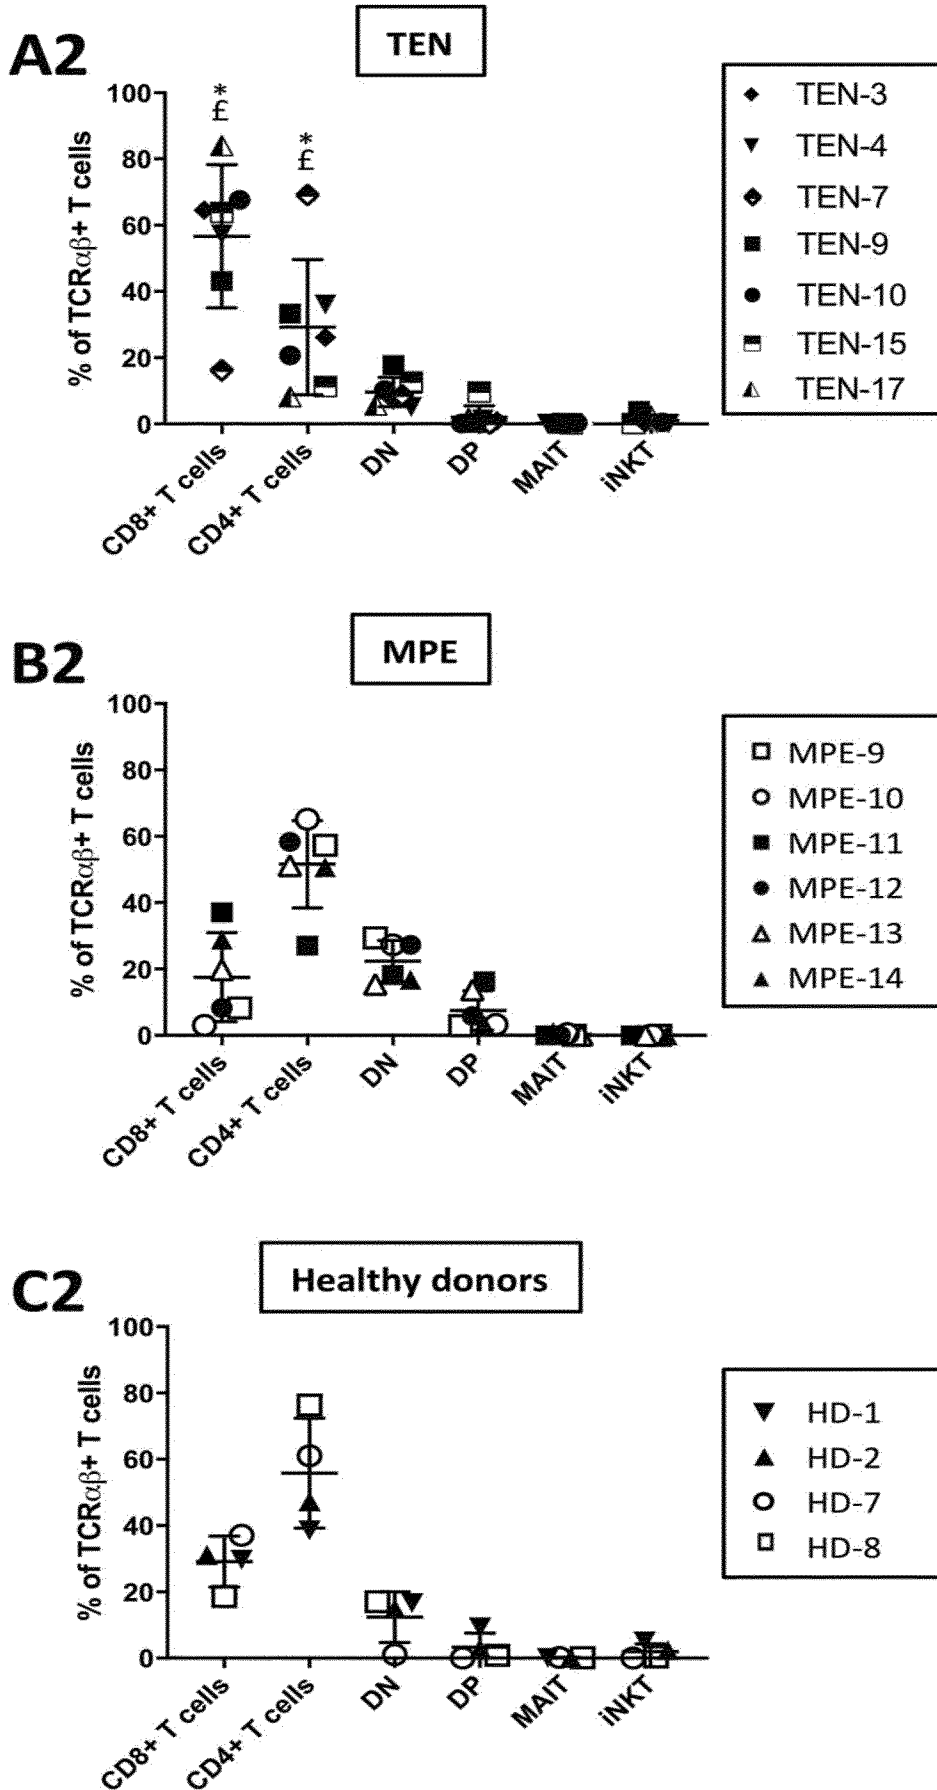 A2
TEN
% of TCRαβ+ T cells
100
80
60
40
20
0
*
£
*
£
CD8+ T cells
CD4+ T cells
DN
DP
MAIT
iNKT
TEN-3
TEN-4
TEN-7
TEN-9
TEN-10
TEN-15
TEN-17
B2
MPE
% of TCRαβ+ T cells
100
80
60
40
20
0
CD8+ T cells
CD4+ T cells
DN
DP
MAIT
iNKT
MPE-9
MPE-10
MPE-11
MPE-12
MPE-13
MPE-14
C2
Healthy donors
% of TCRαβ+ T cells
100
80
60
40
20
0
CD8+ T cells
CD4+ T cells
DN
DP
MAIT
iNKT
HD-1
HD-2
HD-7
HD-8